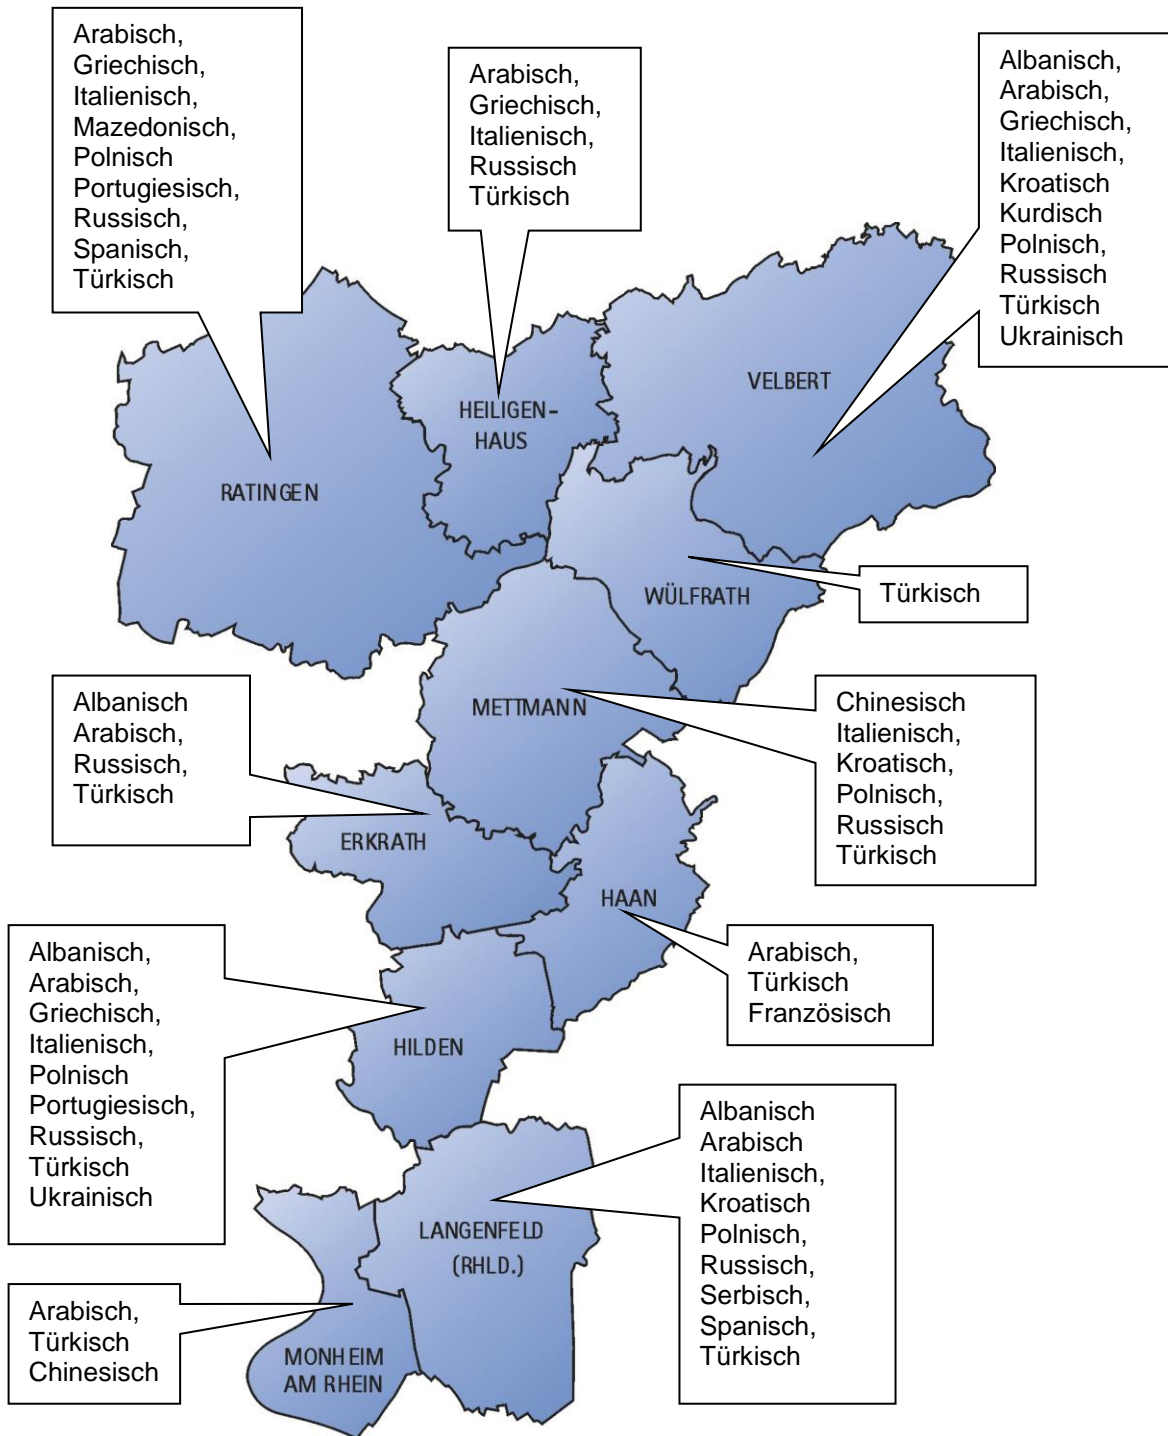 Arabisch,
Griechisch,
Italienisch,
Mazedonisch,
Polnisch
Portugiesisch,
Russisch,
Spanisch,
Türkisch
Arabisch,
Griechisch,
Italienisch,
Russisch
Türkisch
Albanisch,
Arabisch,
Griechisch,
Italienisch,
Kroatisch
Kurdisch
Polnisch,
Russisch
Türkisch
Ukrainisch
VELBERT
HEILIGEN-
HAUS
RATINGEN
WÜLFRATH
Türkisch
METTMANN
Chinesisch
Italienisch,
Kroatisch,
Polnisch,
Russisch
Türkisch
Albanisch
Arabisch,
Russisch,
Türkisch
ERKRATH
HAAN
Arabisch,
Türkisch
Französisch
Albanisch,
Arabisch,
Griechisch,
Italienisch,
Polnisch
Portugiesisch,
Russisch,
Türkisch
Ukrainisch
HILDEN
Albanisch
Arabisch
Italienisch,
Kroatisch
Polnisch,
Russisch,
Serbisch,
Spanisch,
Türkisch
LANGENFELD
(RHLD.)
Arabisch,
Türkisch
Chinesisch
MONHEIM
AM RHEIN